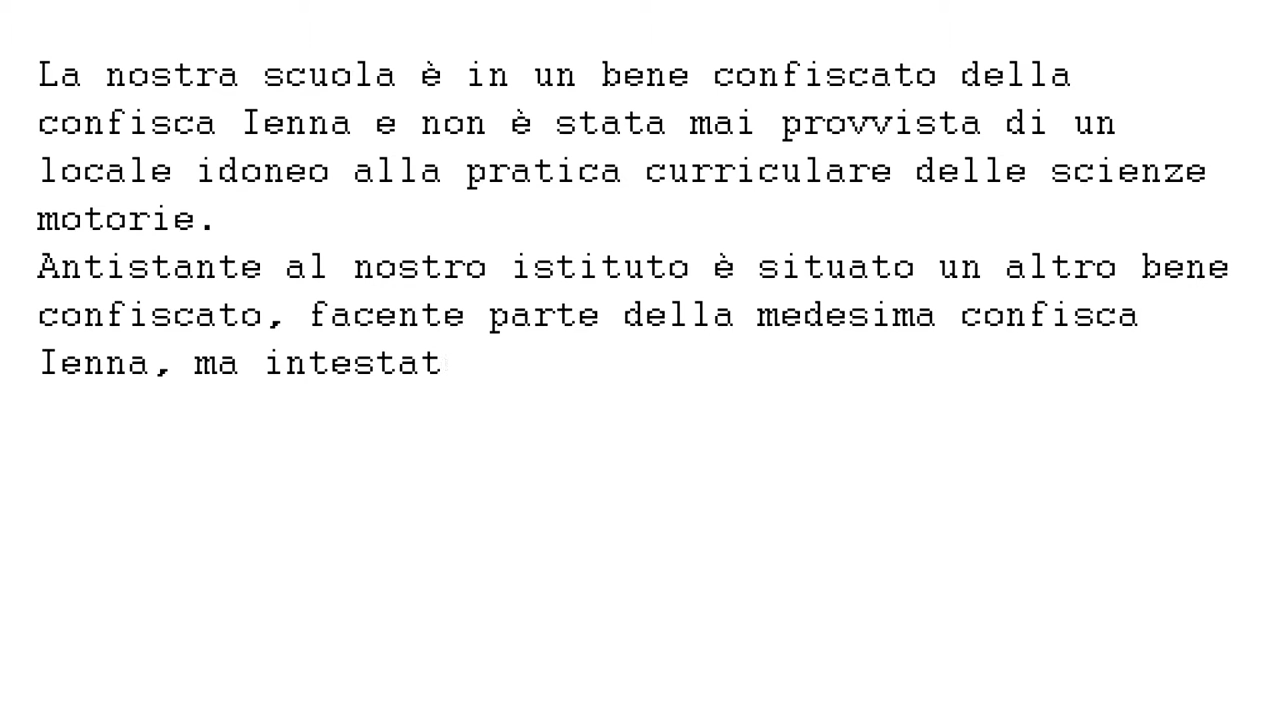 La nostra scuola è in un bene confiscato della
confisca Ienna e non è stata mai provvista di un
locale idoneo alla pratica curriculare delle scienze
motorie.
Antistante al nostro istituto è situato un altro bene
confiscato, facente parte della medesima confisca
Ienna, ma intestat